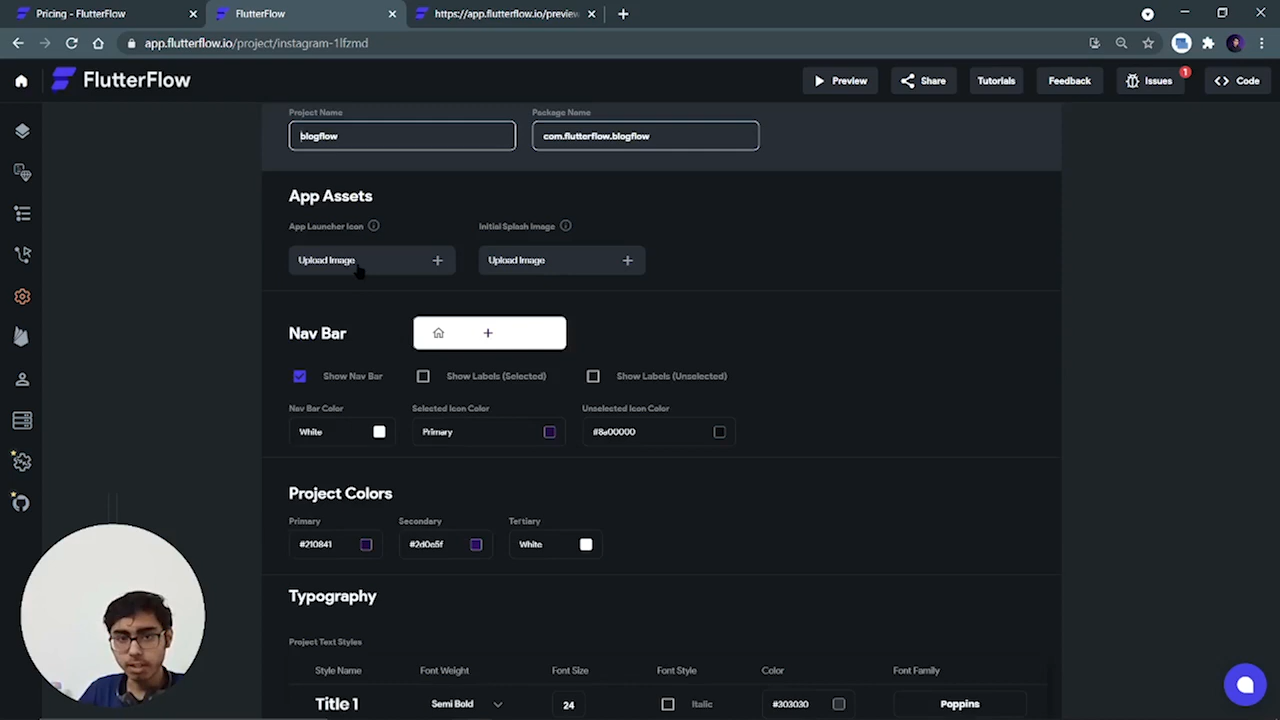 Pricing - FlutterFlow
FlutterFlow
https://app.flutterflow.io/preview
app.flutterflow.io/project/instagram-1lfzmd
FlutterFlow
Preview
Share
Tutorials
Feedback
Issues
1
Code
Project Name
Package Name
blogflow
com.flutterflow.blogflow
App Assets
App Launcher Icon
Initial Splash Image
Upload Image
Upload Image
Nav Bar
Show Nav Bar
Show Labels (Selected)
Show Labels (Unselected)
Nav Bar Color
Selected Icon Color
Unselected Icon Color
White
Primary
#8a00000
Project Colors
Primary
Secondary
Tertiary
#210841
#2d0e5f
White
Typography
Project Text Styles
Style Name
Font Weight
Font Size
Font Style
Color
Font Family
Title 1
Semi Bold
24
Italic
#303030
Poppins